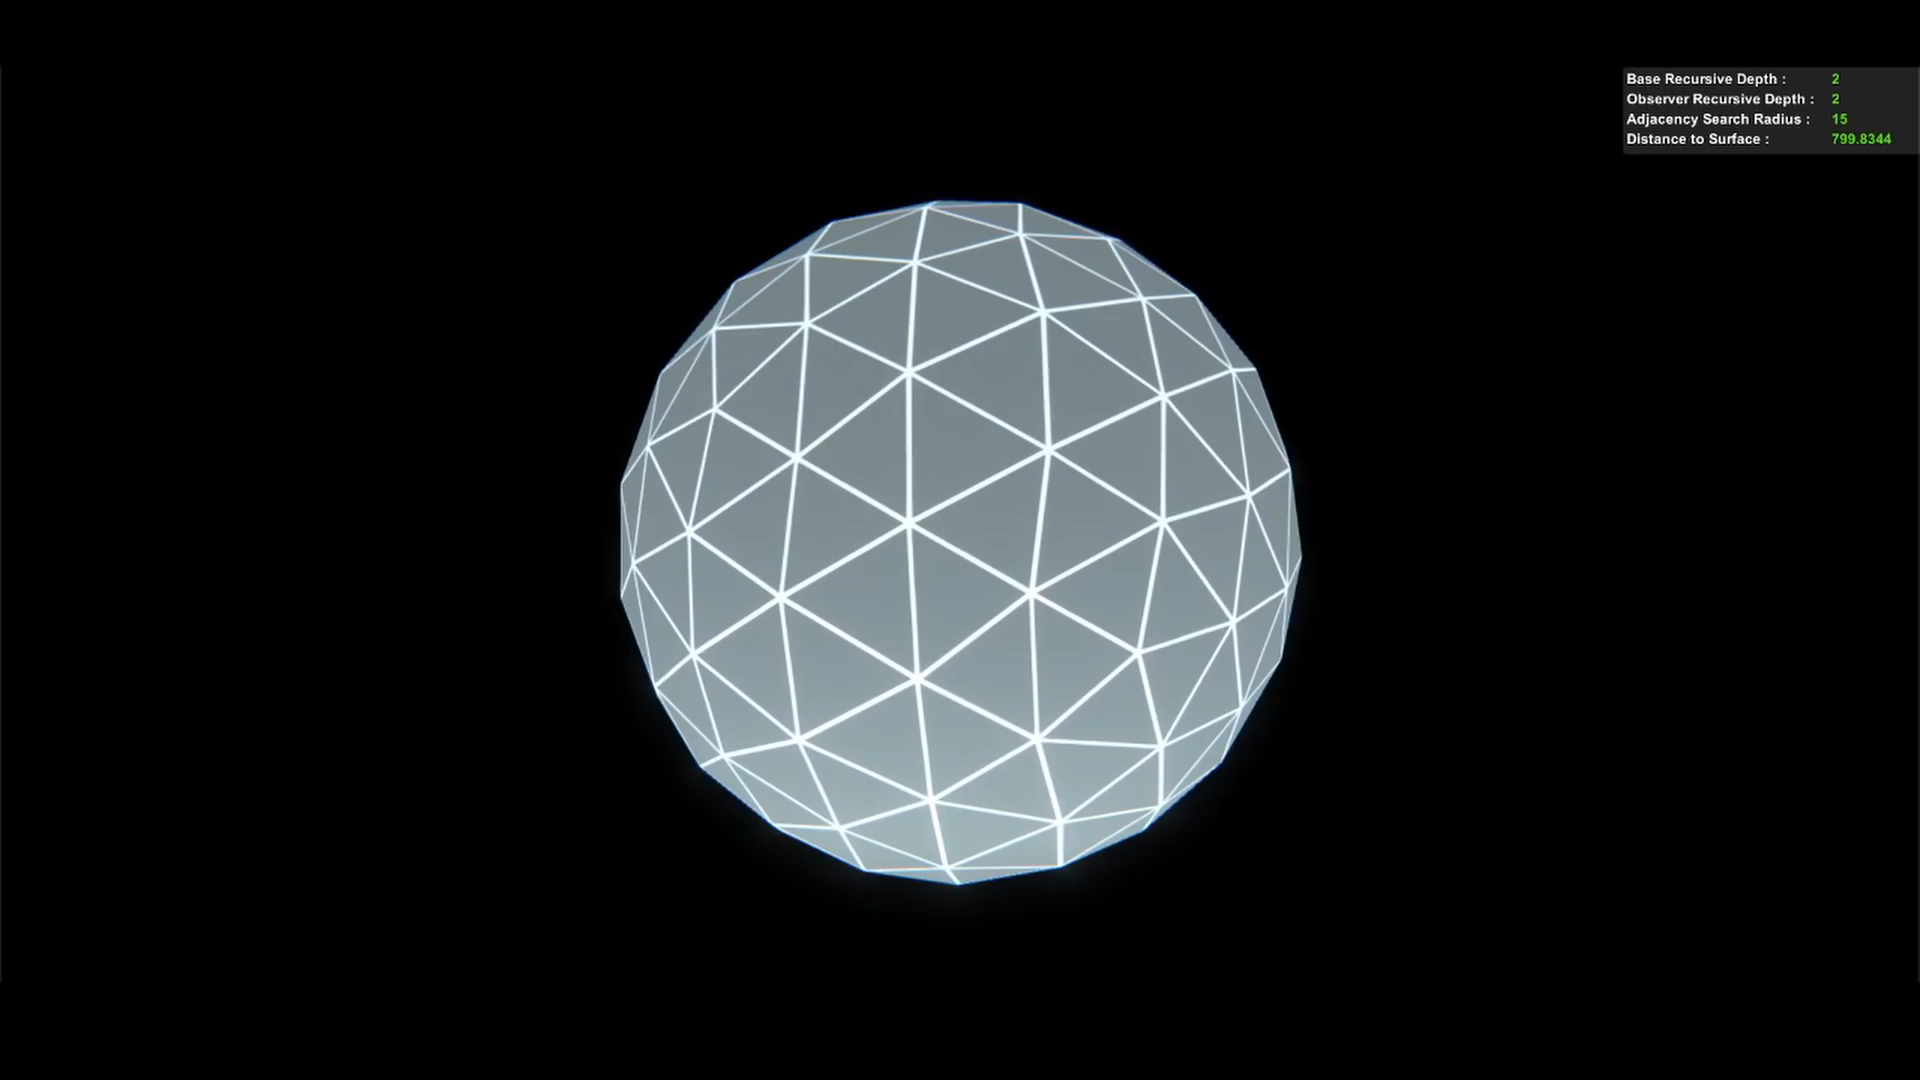 Base Recursive Depth : 2
Observer Recursive Depth : 2
Adjacency Search Radius : 15
Distance to Surface : 799.8344